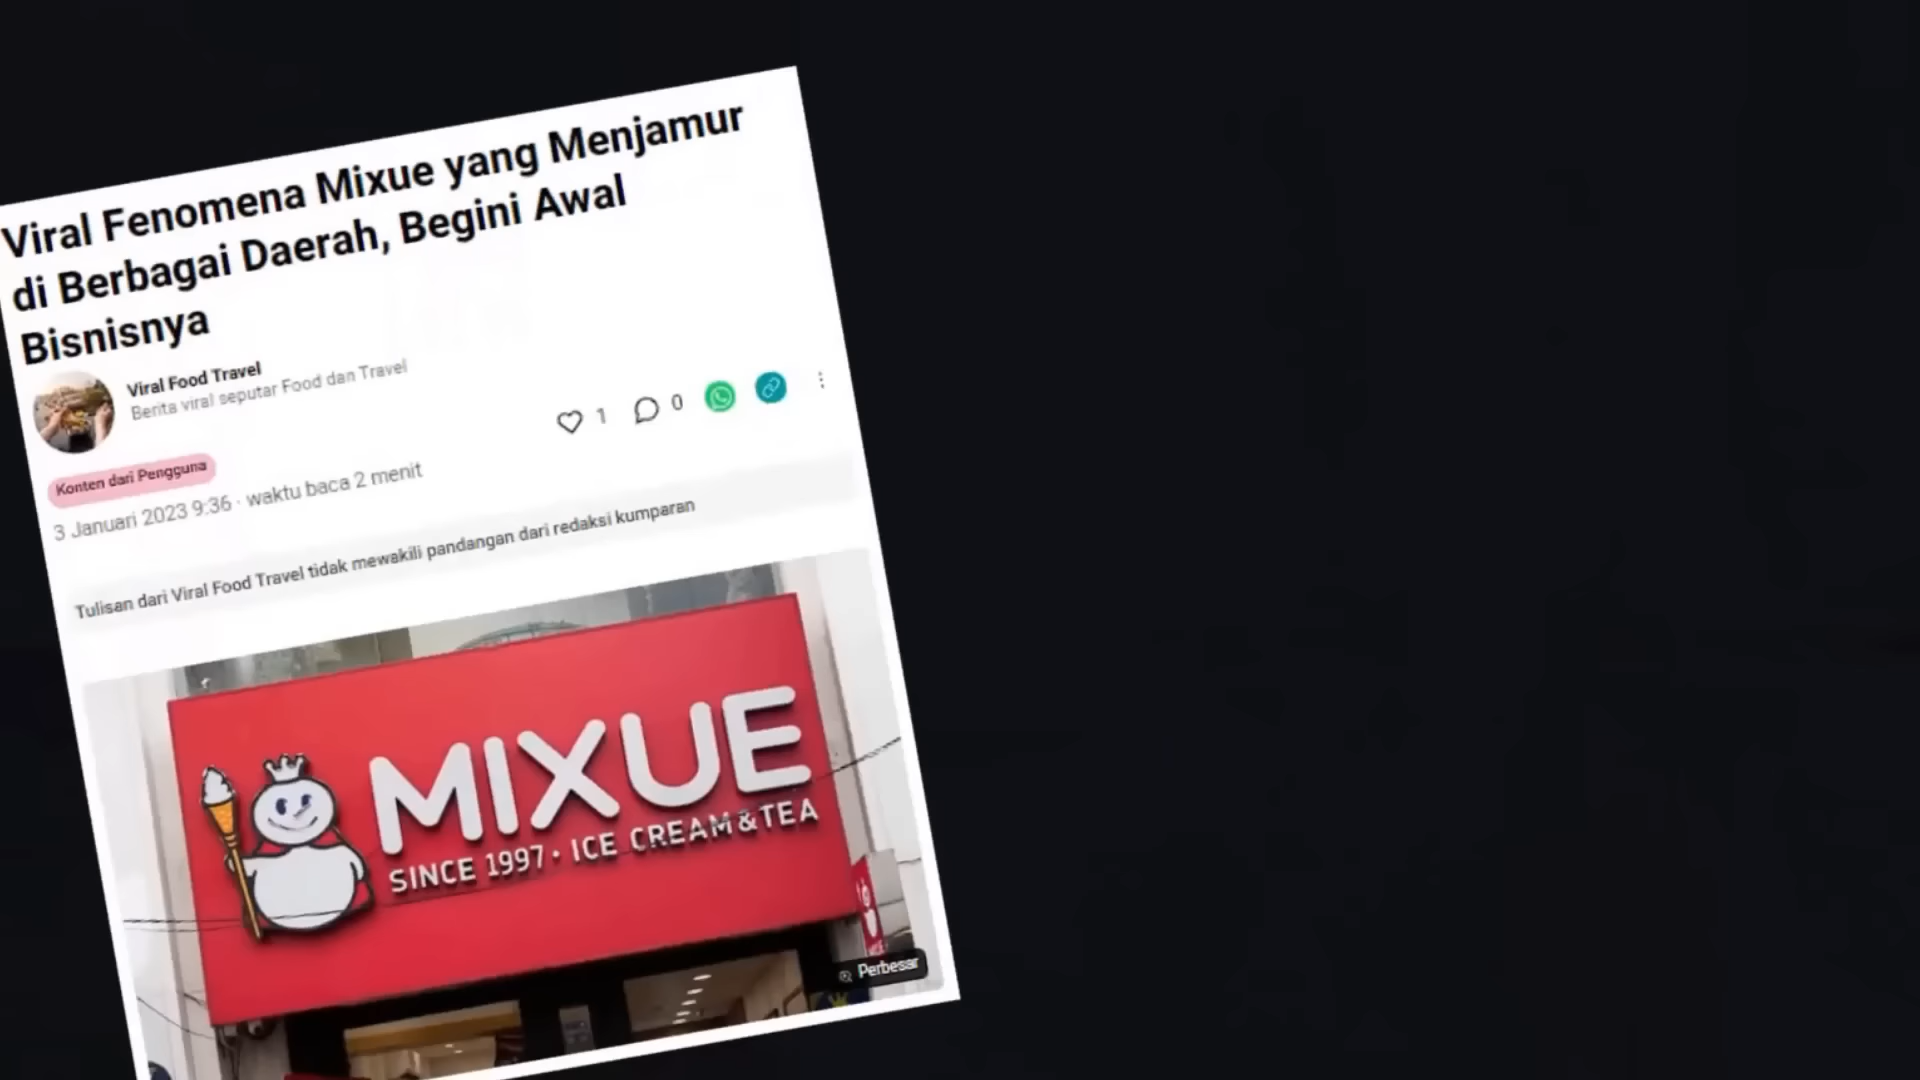 Viral Fenomena Mixue yang Menjamur
di Berbagai Daerah, Begini Awal
Bisnisnya
Viral Food Travel
Berita viral seputar Food dan Travel
1
0
Konten dari Pengguna
3 Januari 2023 9:36 · waktu baca 2 menit
Tulisan dari Viral Food Travel tidak mewakili pandangan dari redaksi kumparan
MIXUE
SINCE 1997 · ICE CREAM & TEA
Perbesar